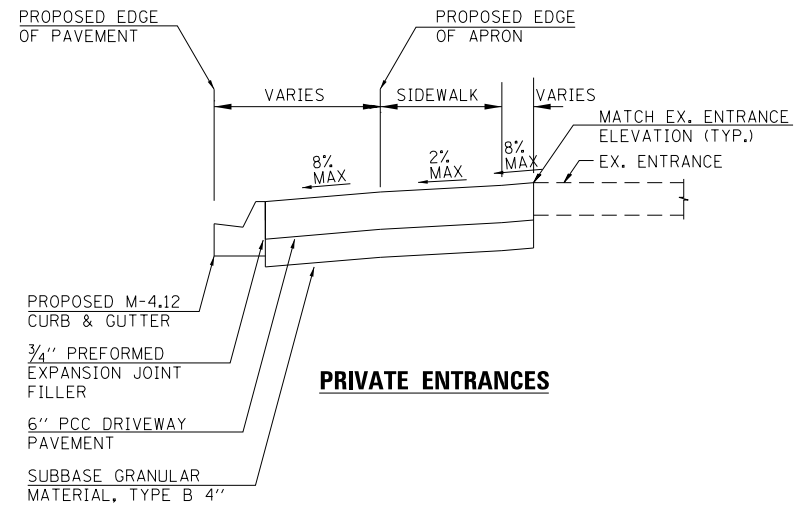 PROPOSED EDGE
OF PAVEMENT
PROPOSED EDGE
OF APRON
VARIES
SIDEWALK
VARIES
MATCH EX. ENTRANCE
ELEVATION (TYP.)
EX. ENTRANCE
8%
MAX
2%
MAX
8%
MAX
PROPOSED M-4.12
CURB & GUTTER
3/4'' PREFORMED
EXPANSION JOINT
FILLER
PRIVATE ENTRANCES
6'' PCC DRIVEWAY
PAVEMENT
SUBBASE GRANULAR
MATERIAL, TYPE B 4''